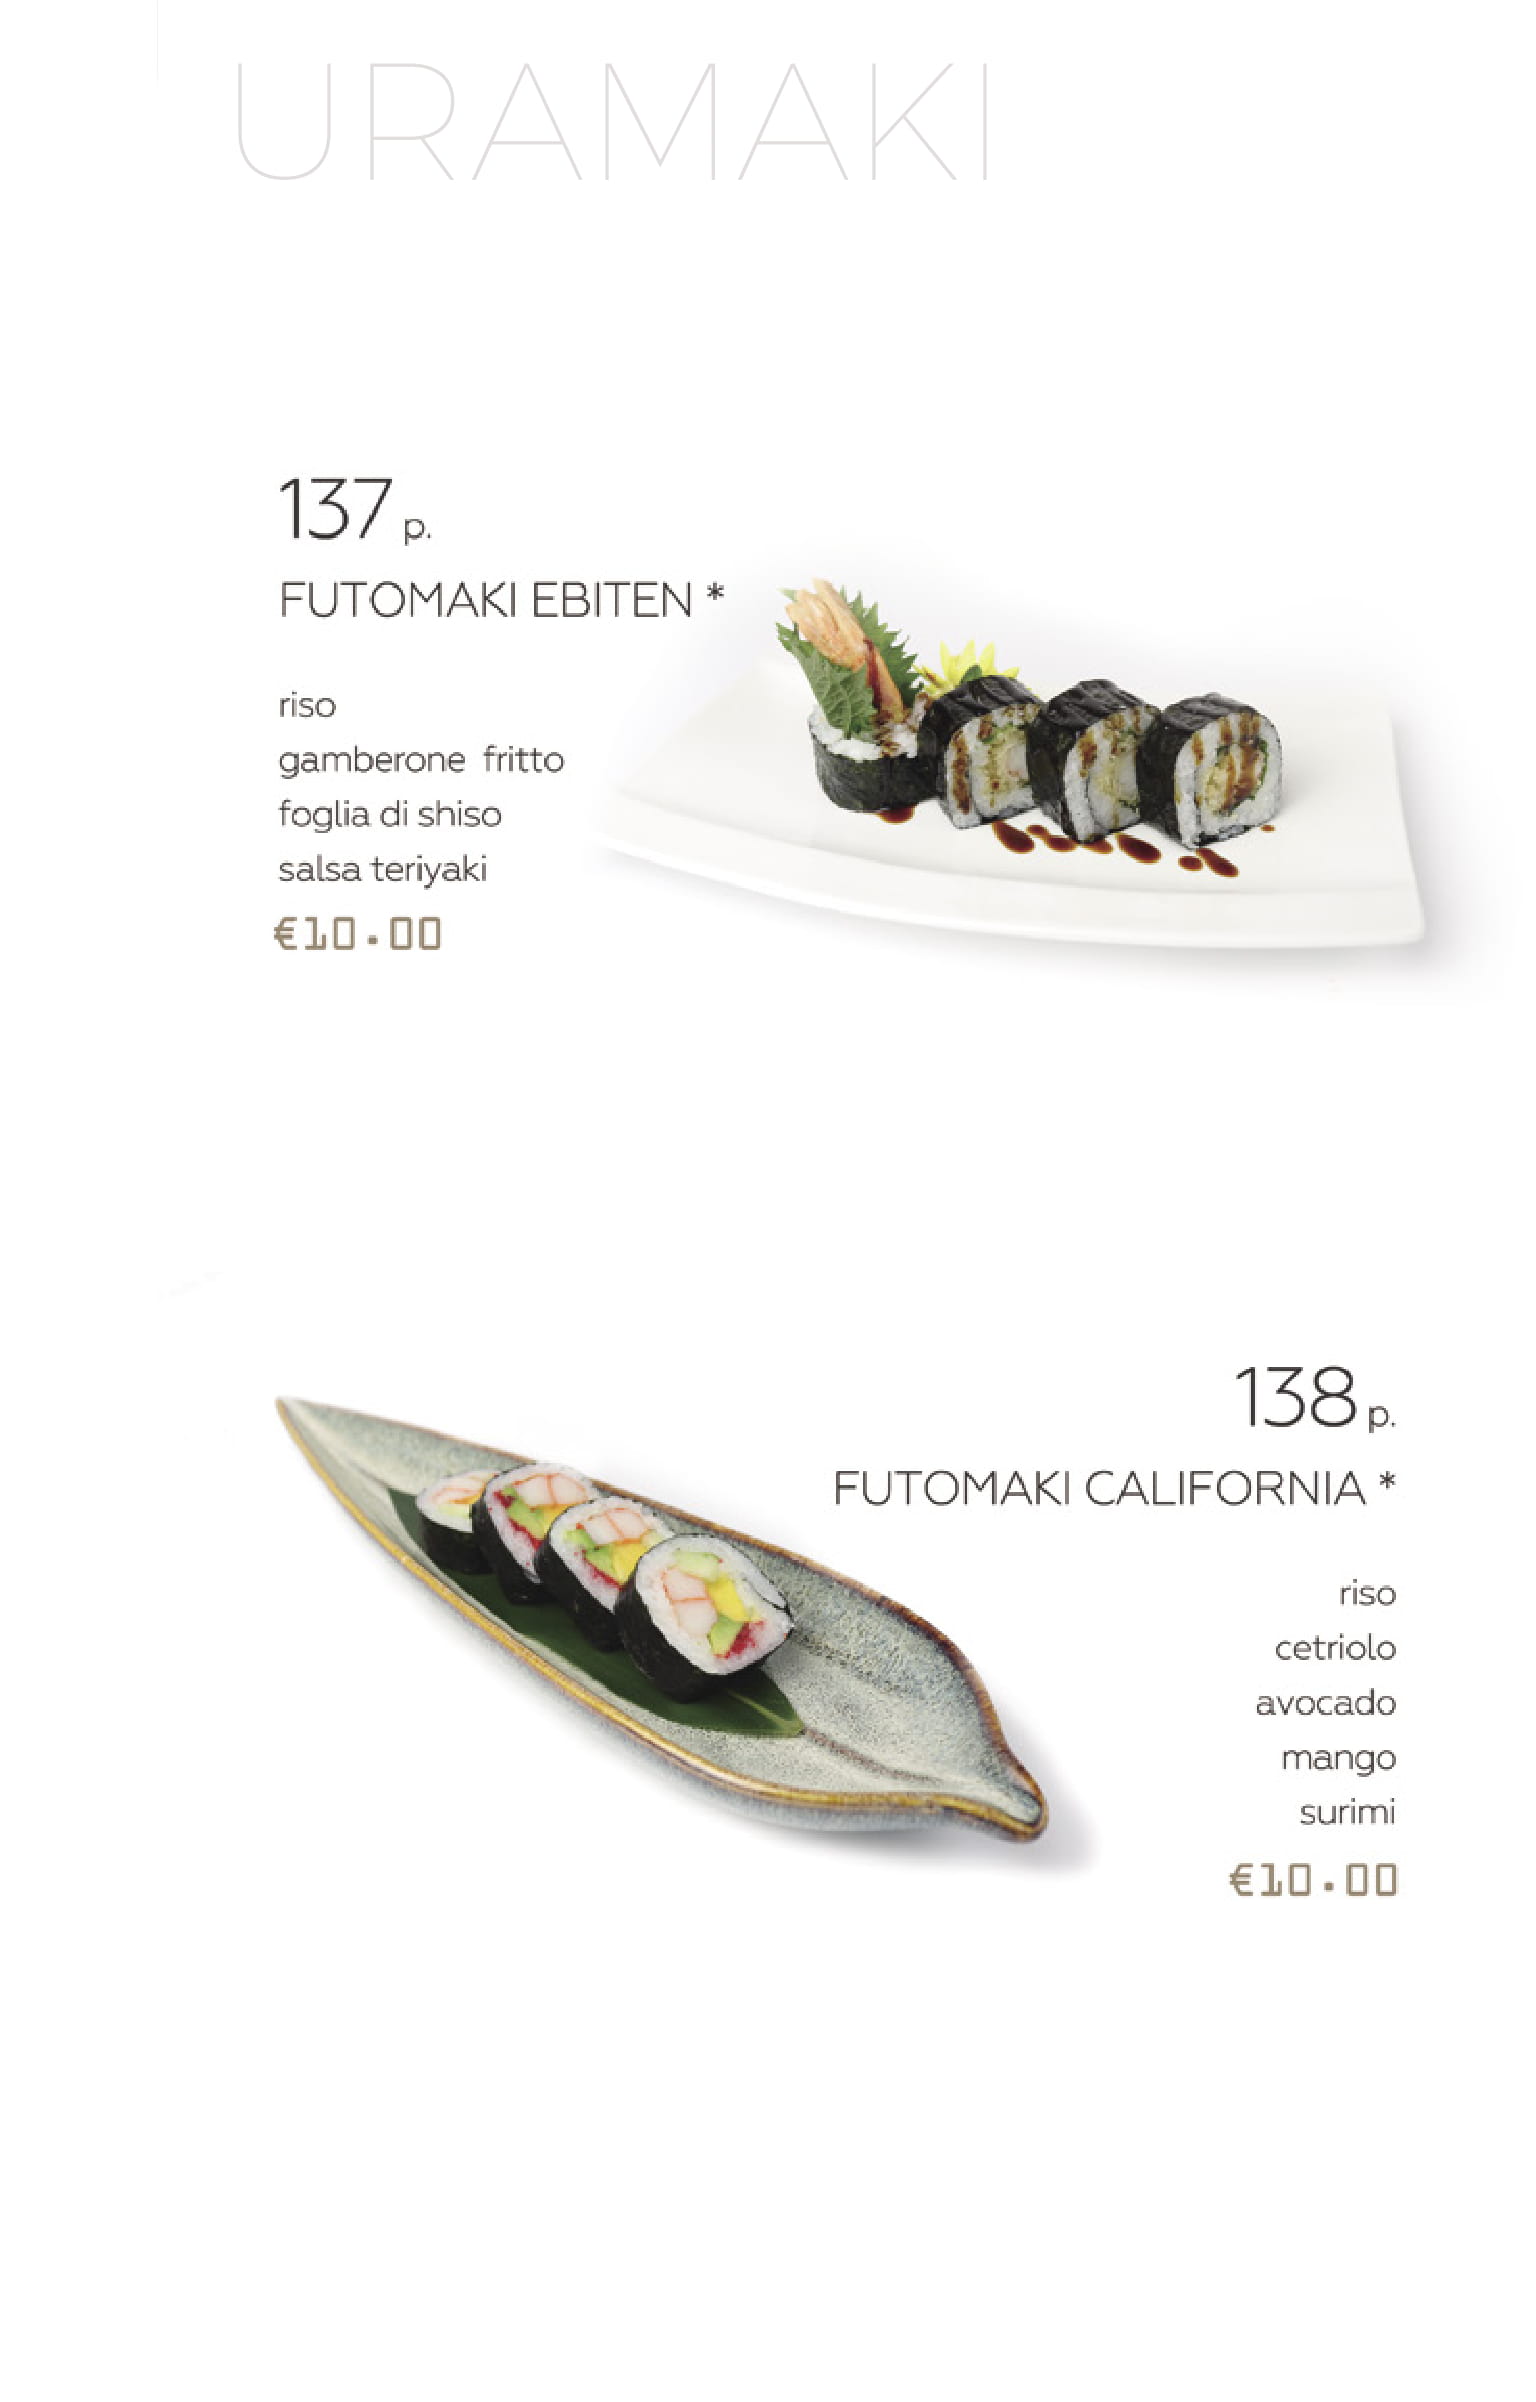 URAMAKI
137 p.
FUTOMAKI EBITEN *
riso
gamberone fritto
foglia di shiso
salsa teriyaki
€10.00
138 p.
FUTOMAKI CALIFORNIA *
riso
cetriolo
avocado
mango
surimi
€10.00